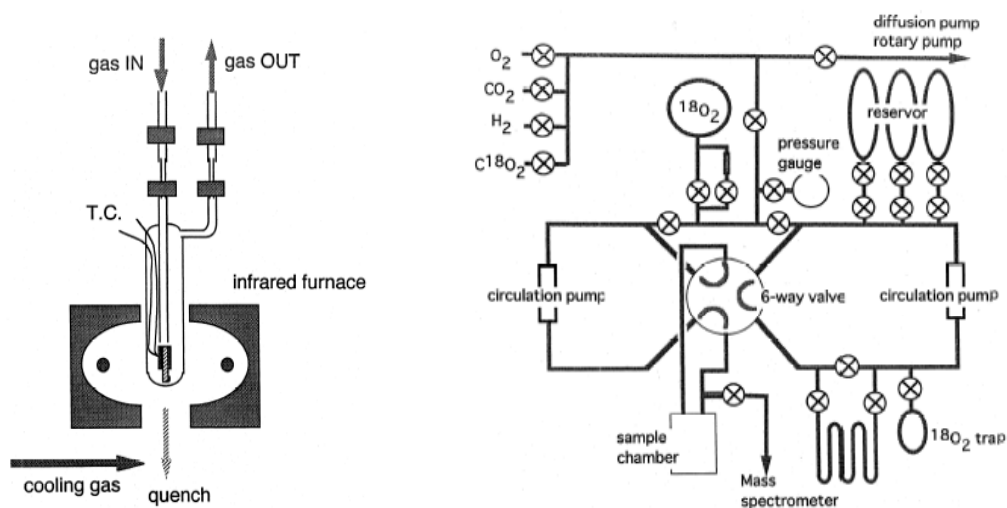 gas IN
gas OUT
T.C.
infrared furnace
cooling gas
quench
O2
CO2
H2
C18O2
diffusion pump
rotary pump
18O2
reservor
pressure
gauge
circulation pump
6-way valve
circulation pump
sample
chamber
Mass
spectrometer
18O2 trap